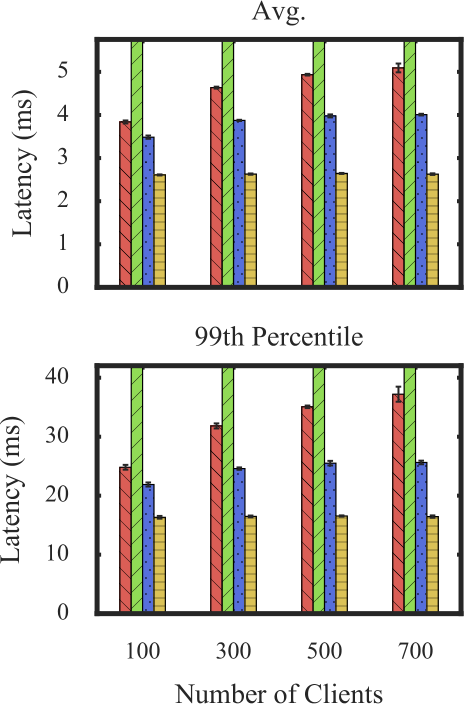 Avg.
Latency (ms)
5
4
3
2
1
0
99th Percentile
Latency (ms)
40
30
20
10
0
100 300 500 700
Number of Clients